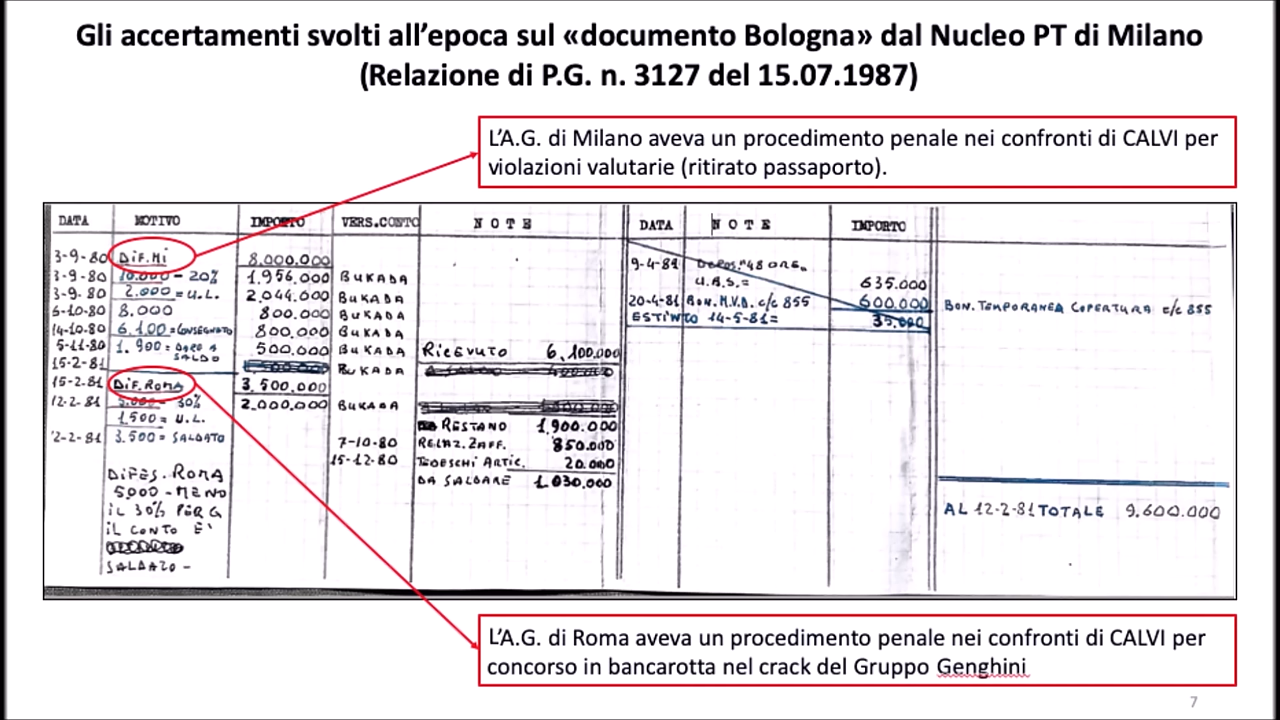 Gli accertamenti svolti all’epoca sul «documento Bologna» dal Nucleo PT di Milano
(Relazione di P.G. n. 3127 del 15.07.1987)
L’A.G. di Milano aveva un procedimento penale nei confronti di CALVI per
violazioni valutarie (ritirato passaporto).
DATA MOTIVO IMPORTO VERS.CONTO NOTE DATA NOTE IMPORTO
3-9-80 DIF.MI 8.000.000
3-9-80 10.000 - 20% 1.956.000 BUKADA
3-9-80 2.000 = U.L. 2.044.000 BUKADA
6-10-80 8.000 800.000 BUKADA
14-10-80 6.100 = CONSEGNATO 800.000 BUKADA
5-11-80 1.900 = DARE A SALDO 500.000 BUKADA RICEVUTO 6,100.000
15-2-81 BUKADA
15-2-81 DIF.ROMA 3.500.000
12-2-81 30% 2.000.000 BUKADA
1.500 = U.L. RESTANO 1,900.000
3.500 = SALDATO 7-10-80 RELAZ.ZAFF. 850.000
15-12-80 TEDESCHI ARTIC. 20.000
DA SALDARE 1.030.000
DIFES.ROMA
5000 - MENO
IL 30% PER G
IL CONTO E'
SALDATO -
9-4-81 DEPOS. 48 ORE
U.B.S.= 635.000
20-4-81 BON.M.V.D. c/c 855 600.000 BON.TEMPORANEA COPERTURA c/c 855
ESTINTO 14-5-81= 35.000
AL 12-2-81 TOTALE 9.600.000
L’A.G. di Roma aveva un procedimento penale nei confronti di CALVI per
concorso in bancarotta nel crack del Gruppo Genghini
7